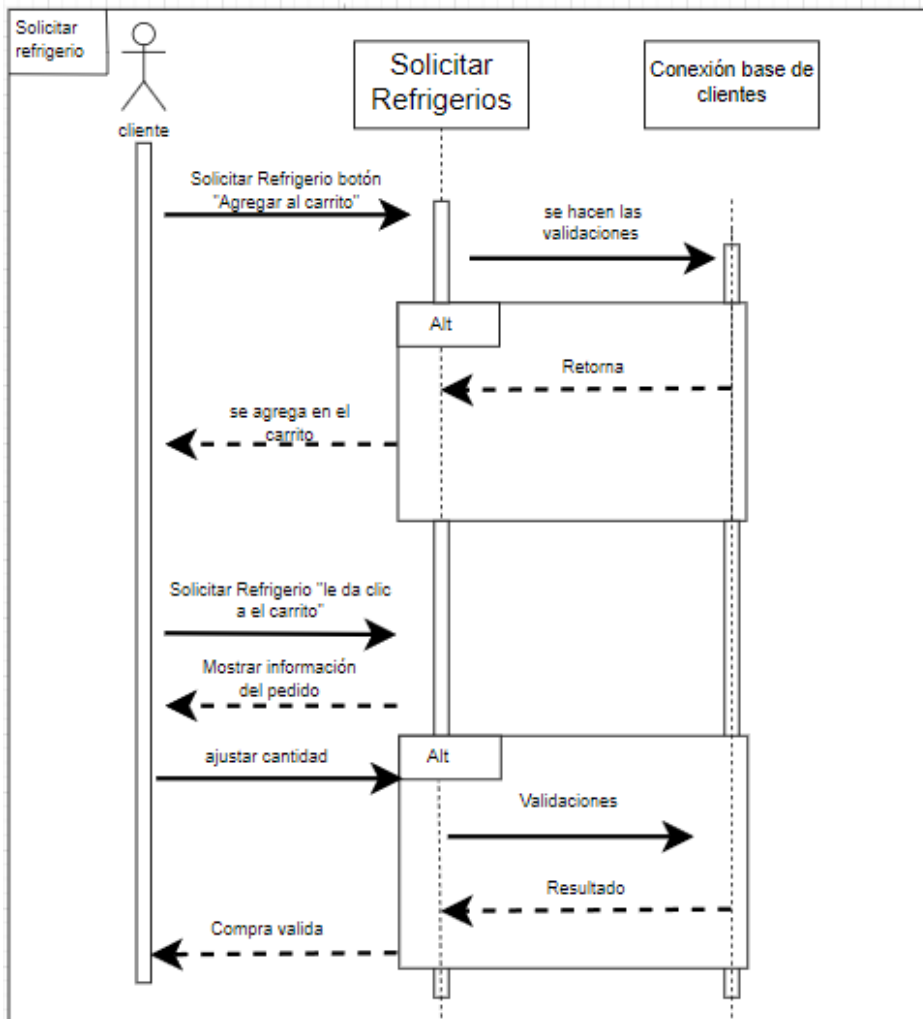 Solicitar
refrigerio
cliente
Solicitar
Refrigerios
Conexión base de
clientes
Solicitar Refrigerio botón
"Agregar al carrito"
se hacen las
validaciones
Alt
Retorna
se agrega en el
carrito
Solicitar Refrigerio "le da clic
a el carrito"
Mostrar información
del pedido
ajustar cantidad
Alt
Validaciones
Resultado
Compra valida